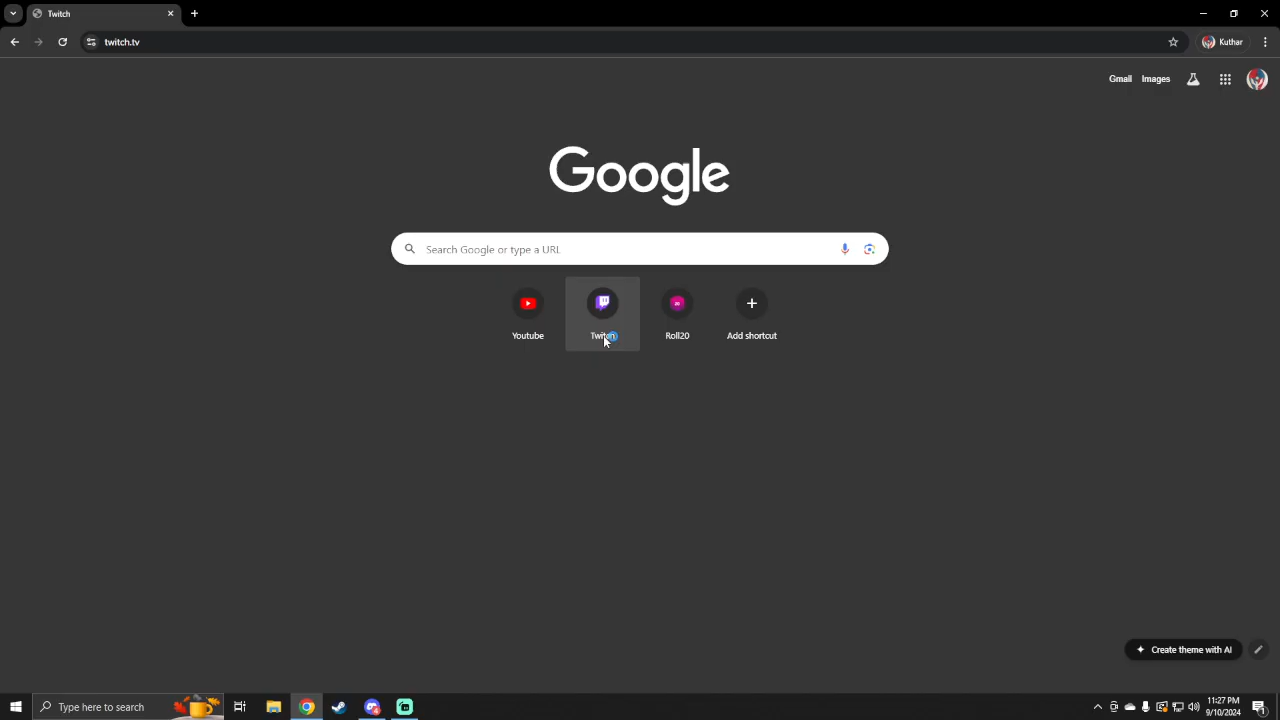 Twitch
twitch.tv
Kuthar
Gmail
Images
Google
Search Google or type a URL
Youtube
Twitch
Roll20
Add shortcut
Create theme with AI
Type here to search
11:27 PM
9/10/2024